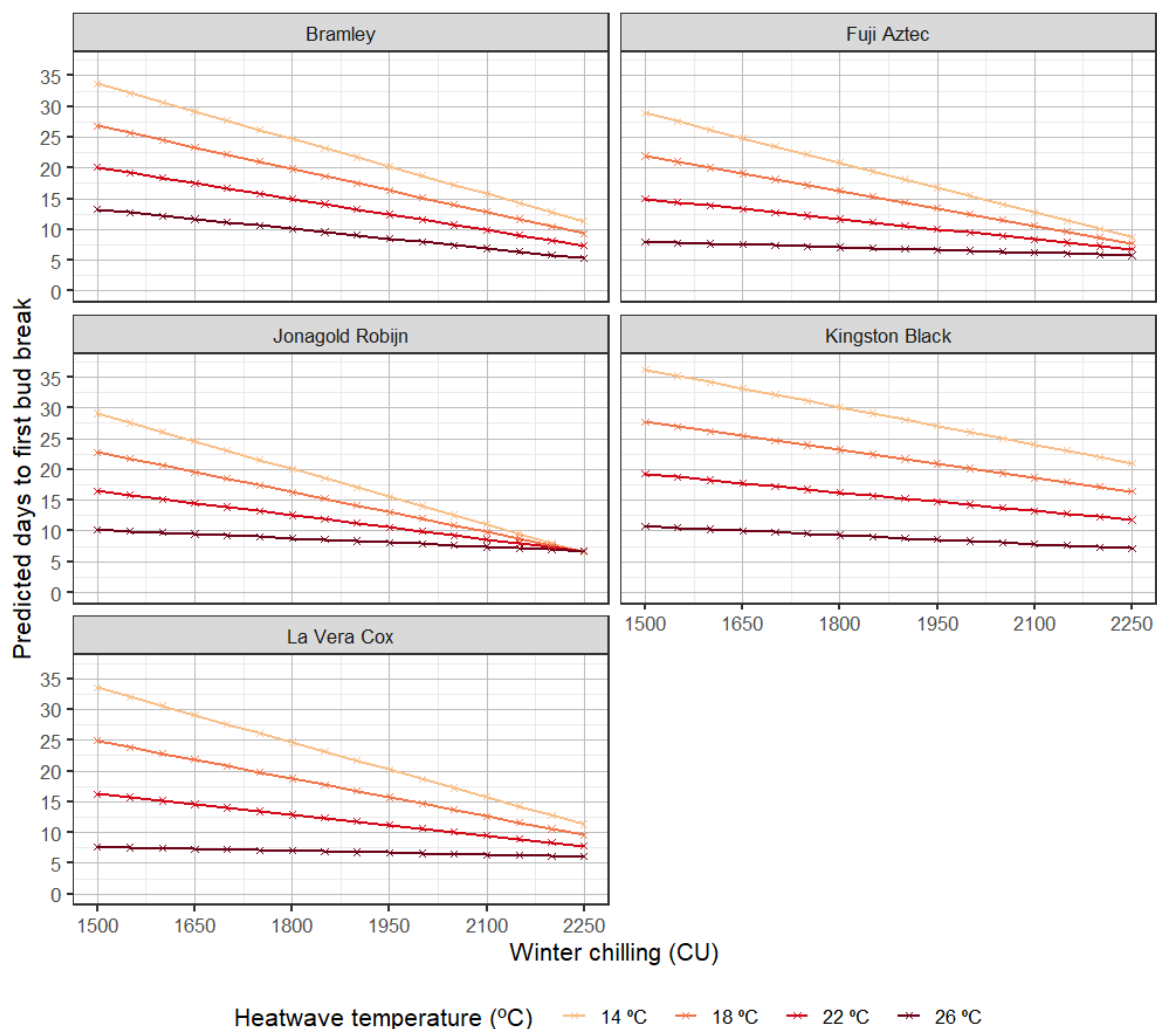 Bramley
Fuji Aztec
35
30
25
20
15
10
5
0
Jonagold Robijn
Kingston Black
35
30
25
20
15
10
5
0
1500 1650 1800 1950 2100 2250
La Vera Cox
35
30
25
20
15
10
5
0
1500 1650 1800 1950 2100 2250
Predicted days to first bud break
Winter chilling (CU)
Heatwave temperature (ºC) 14 ºC 18 ºC 22 ºC 26 ºC